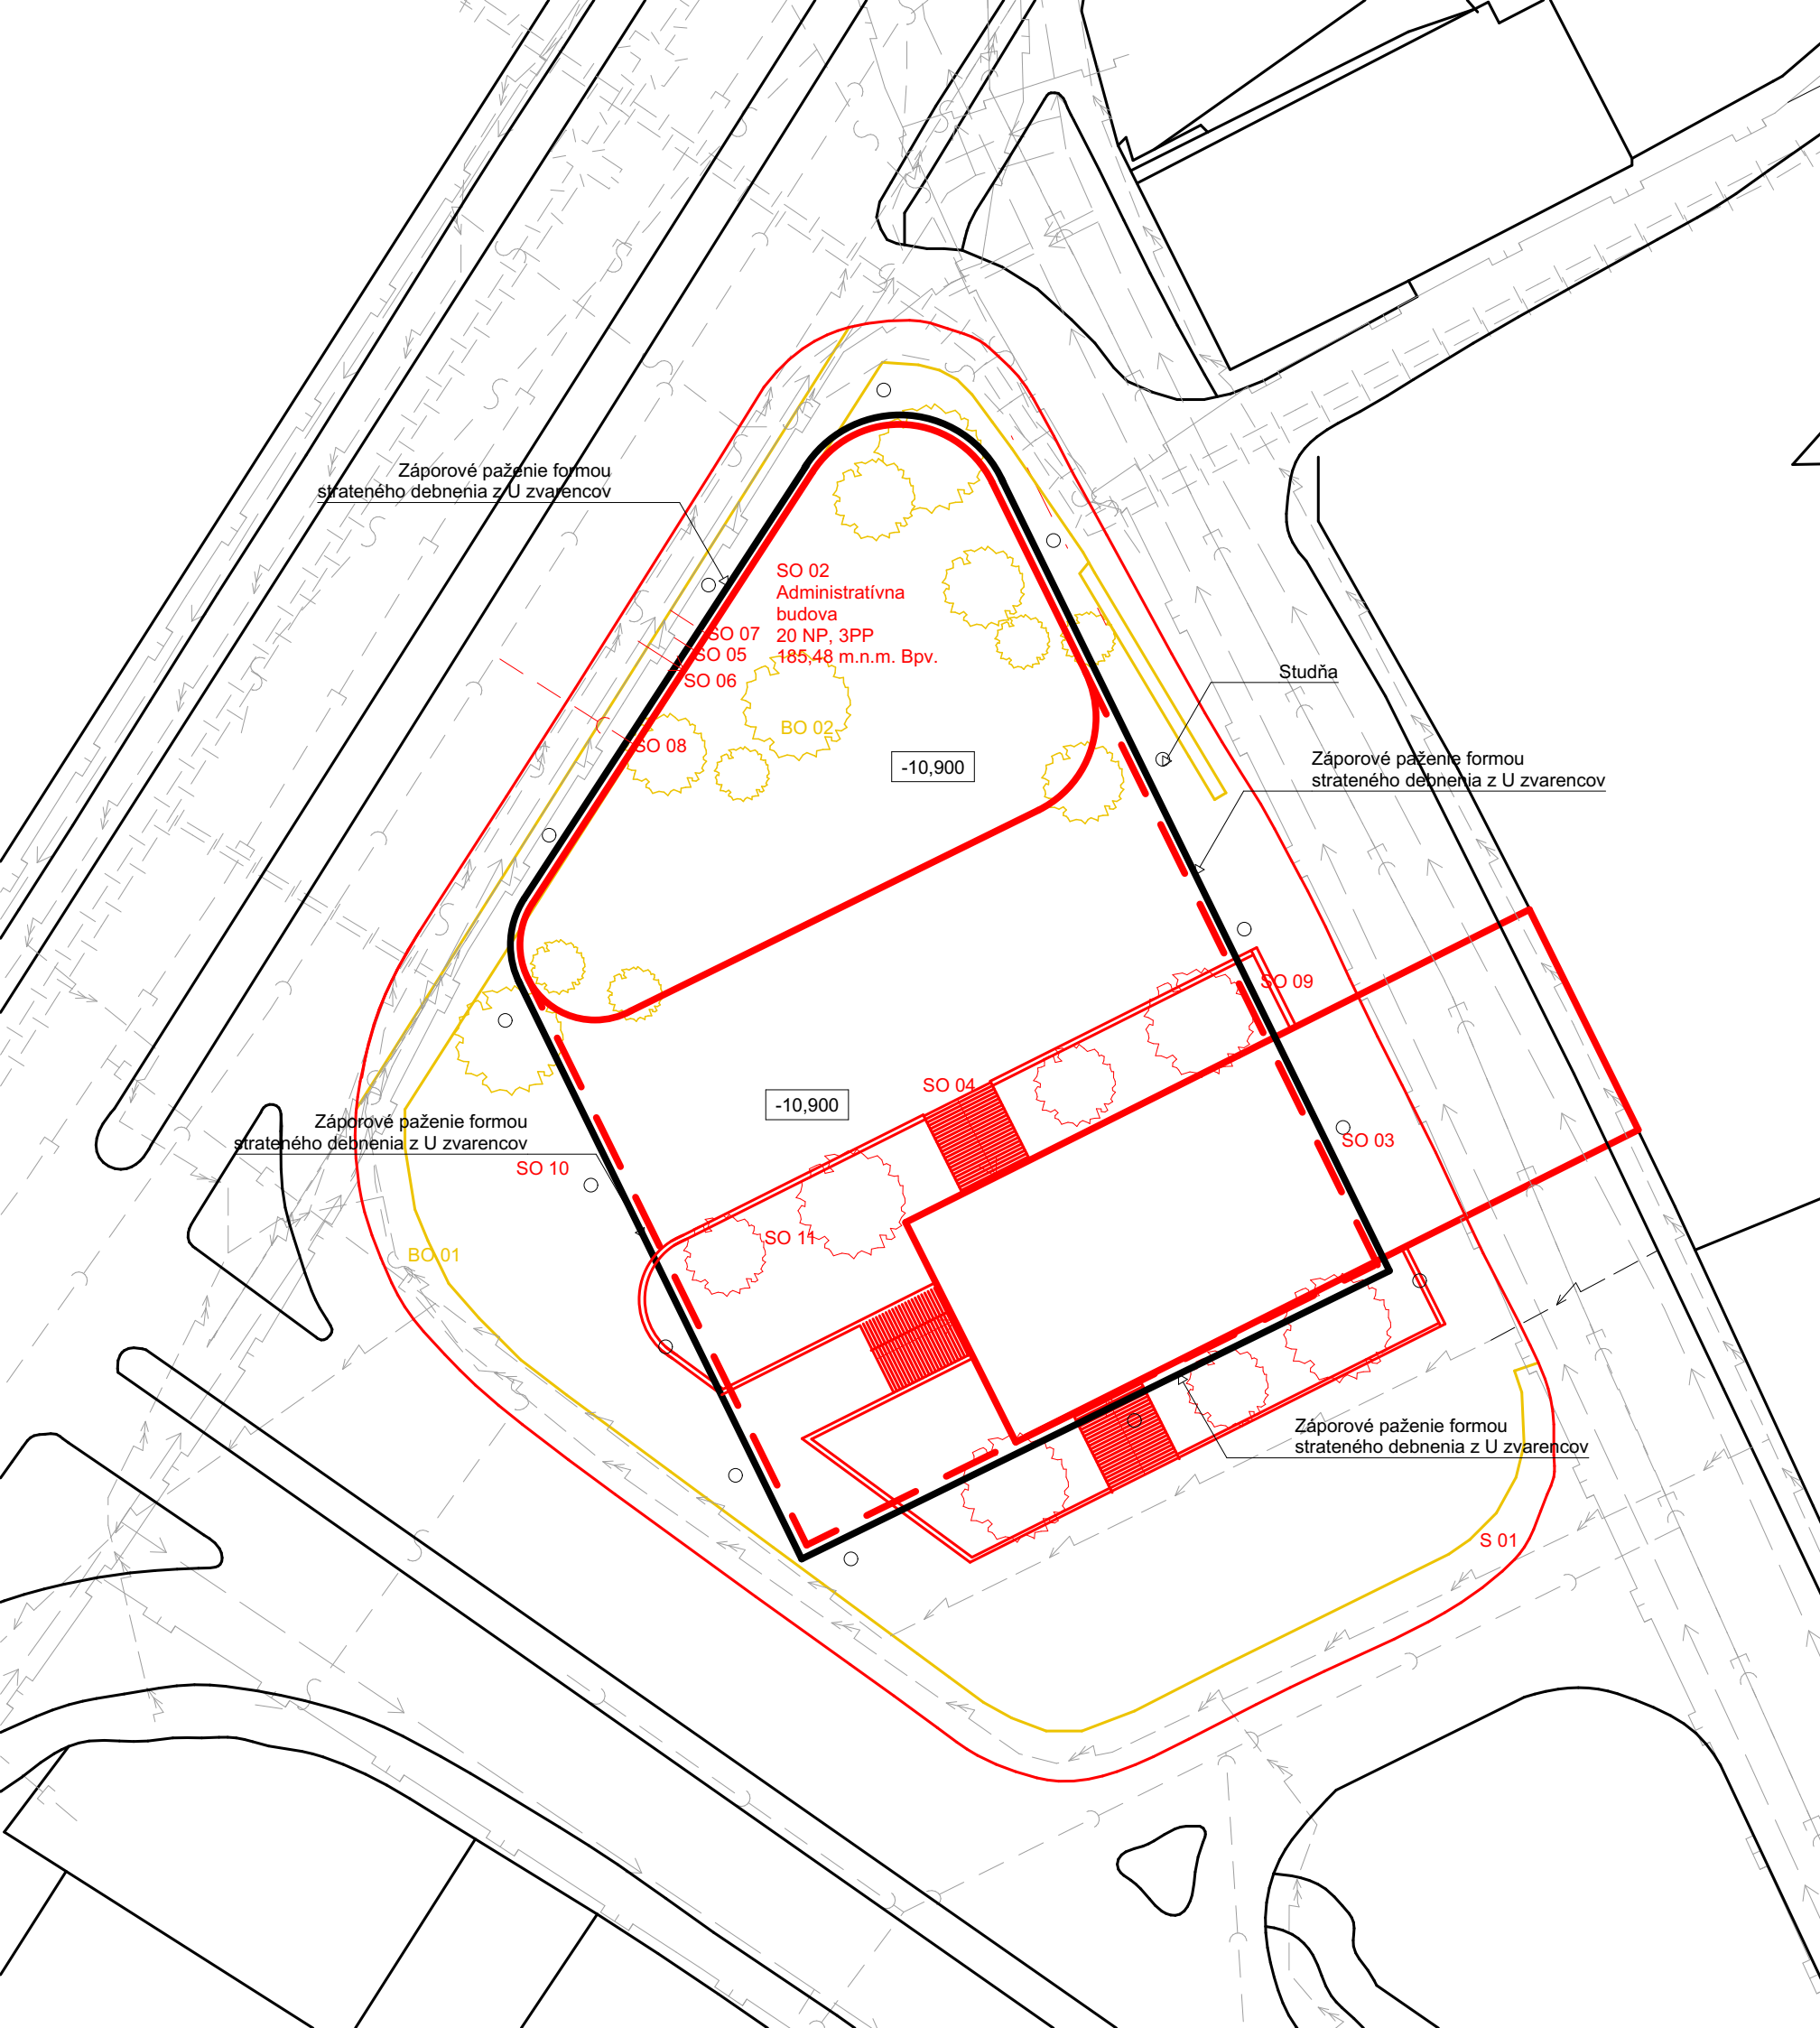 Záporové paženie formou
strateného debnenia z U zvarencov
SO 02
Administratívna
budova
20 NP, 3PP
185,48 m.n.m. Bpv.
SO 07
SO 05
SO 06
Studňa
BO 02
SO 08
-10,900
Záporové paženie formou
strateného debnenia z U zvarencov
SO 09
SO 04
-10,900
Záporové paženie formou
strateného debnenia z U zvarencov
SO 03
SO 10
SO 11
BO 01
Záporové paženie formou
strateného debnenia z U zvarencov
S 01